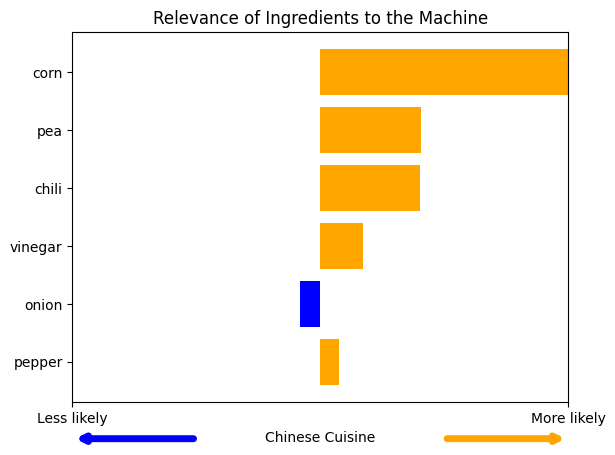 Relevance of Ingredients to the Machine
corn
pea
chili
vinegar
onion
pepper
Less likely
More likely
Chinese Cuisine